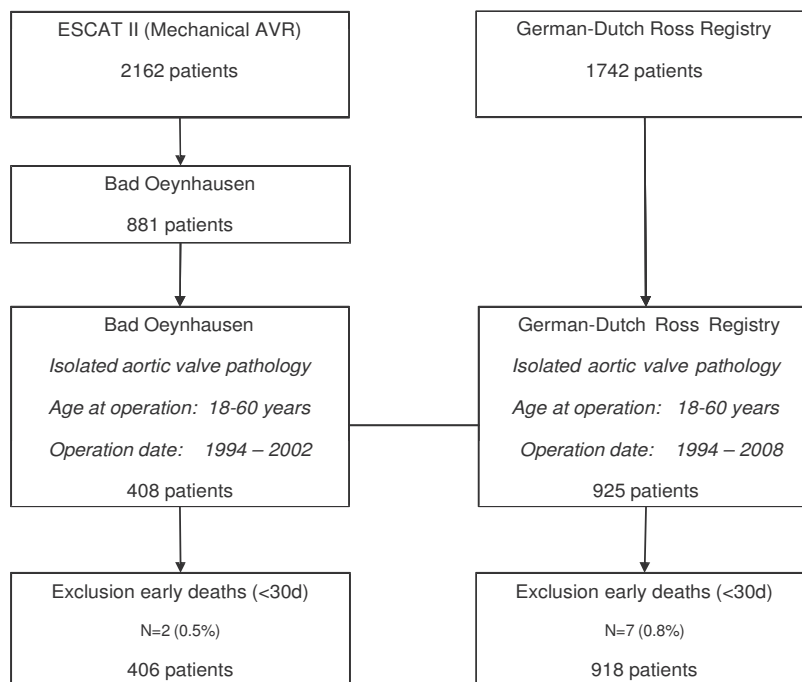 ESCAT II (Mechanical AVR)
2162 patients
German-Dutch Ross Registry
1742 patients
Bad Oeynhausen
881 patients
Bad Oeynhausen
Isolated aortic valve pathology
Age at operation: 18-60 years
Operation date: 1994 – 2002
408 patients
German-Dutch Ross Registry
Isolated aortic valve pathology
Age at operation: 18-60 years
Operation date: 1994 – 2008
925 patients
Exclusion early deaths (<30d)
N=2 (0.5%)
406 patients
Exclusion early deaths (<30d)
N=7 (0.8%)
918 patients